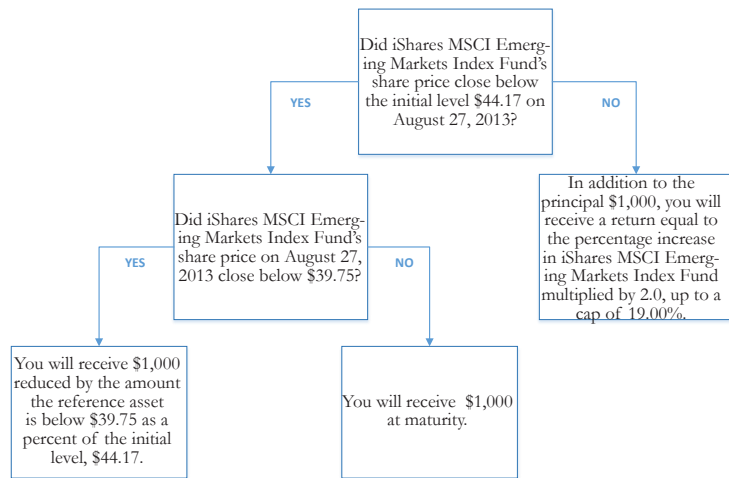 Did iShares MSCI Emerg-
ing Markets Index Fund's
share price close below
the initial level $44.17 on
August 27, 2013?
YES
NO
Did iShares MSCI Emerg-
ing Markets Index Fund's
share price on August 27,
2013 close below $39.75?
In addition to the
principal $1,000, you will
receive a return equal to
the percentage increase
in iShares MSCI Emerg-
ing Markets Index Fund
multiplied by 2.0, up to a
cap of 19.00%.
YES
NO
You will receive $1,000
reduced by the amount
the reference asset
is below $39.75 as a
percent of the initial
level, $44.17.
You will receive $1,000
at maturity.